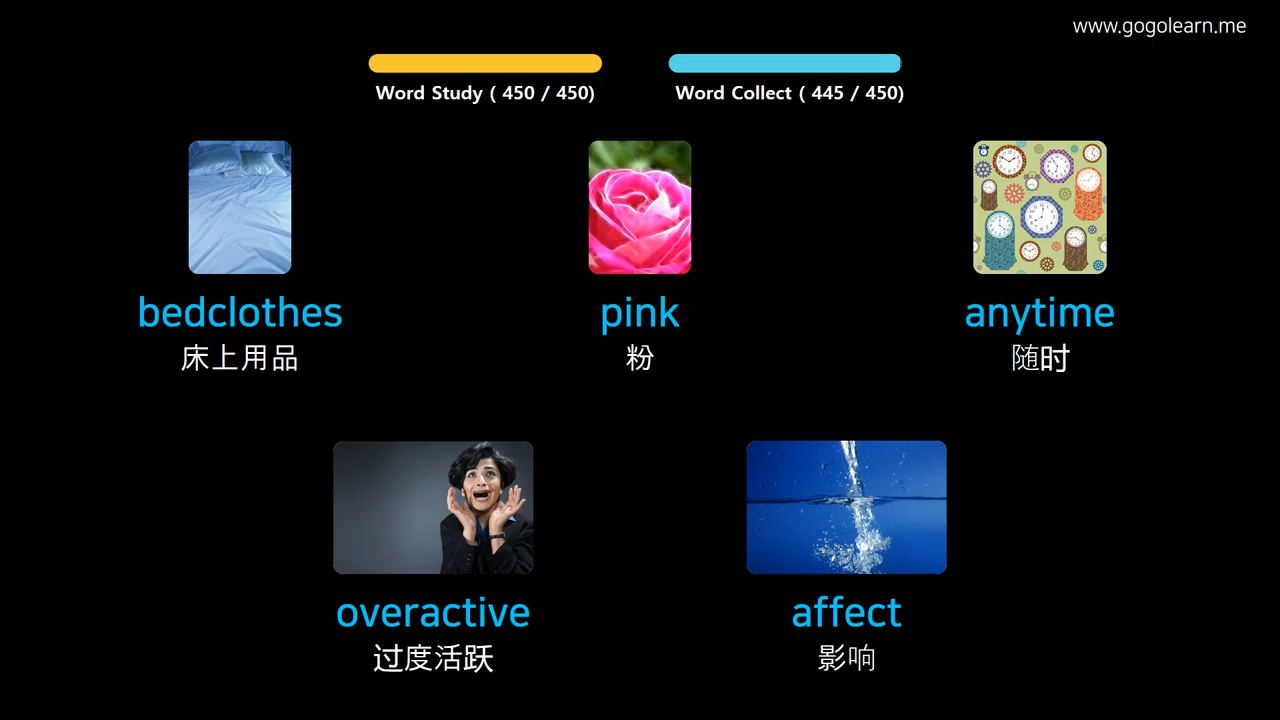 www.gogolearn.me
Word Study ( 450 / 450)
Word Collect ( 445 / 450)
bedclothes
床上用品
pink
粉
anytime
随时
overactive
过度活跃
affect
影响